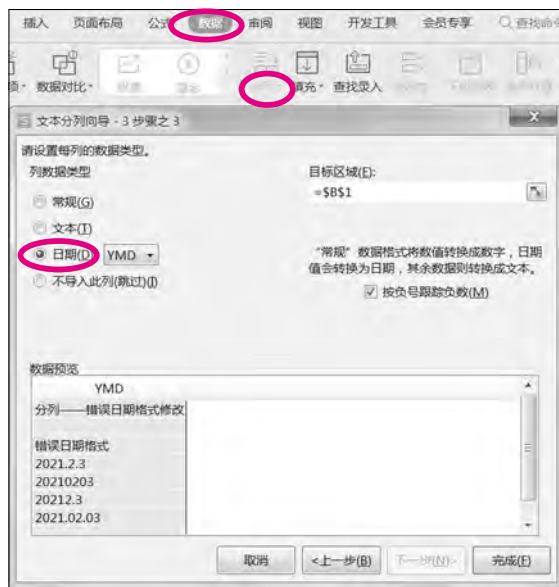 插入 页面布局 公式 数据 审阅 视图 开发工具 会员专享 查找命令
项 数据对比 填充 查找录入
文本分列向导 - 3 步骤之 3
请设置每列的数据类型。
列数据类型
目标区域(E):
常规(G)
=$B$1
文本(T)
日期(D) YMD
不导入此列(跳过)(I)
“常规”数据格式将数值转换成数字，日期
值会转换为日期，其余数据则转换成文本。
按负号跟踪负数(M)
数据预览
YMD
分列——错误日期格式修改
错误日期格式
2021.2.3
20210203
20212.3
2021.02.03
取消 <上一步(B) 下一步(N)> 完成(F)